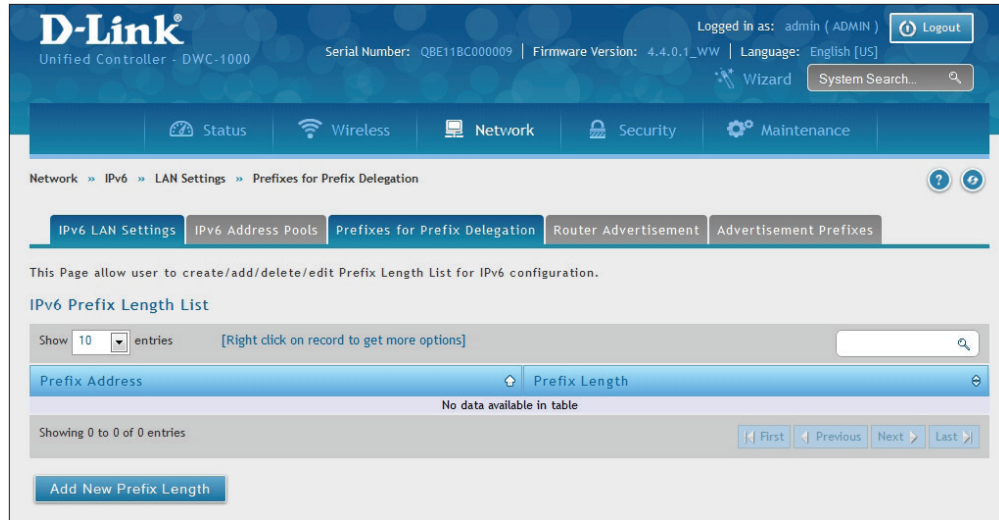 D-Link®
Unified Controller - DWC-1000
Logged in as: admin ( ADMIN ) Logout
Serial Number: QBE11BC000009 | Firmware Version: 4.4.0.1_WW | Language: English [US]
Wizard System Search...
Status Wireless Network Security Maintenance
Network » IPv6 » LAN Settings » Prefixes for Prefix Delegation ?
IPv6 LAN Settings IPv6 Address Pools Prefixes for Prefix Delegation Router Advertisement Advertisement Prefixes
This Page allow user to create/add/delete/edit Prefix Length List for IPv6 configuration.
IPv6 Prefix Length List
Show 10 entries [Right click on record to get more options]
Prefix Address Prefix Length
No data available in table
Showing 0 to 0 of 0 entries First Previous Next Last
Add New Prefix Length